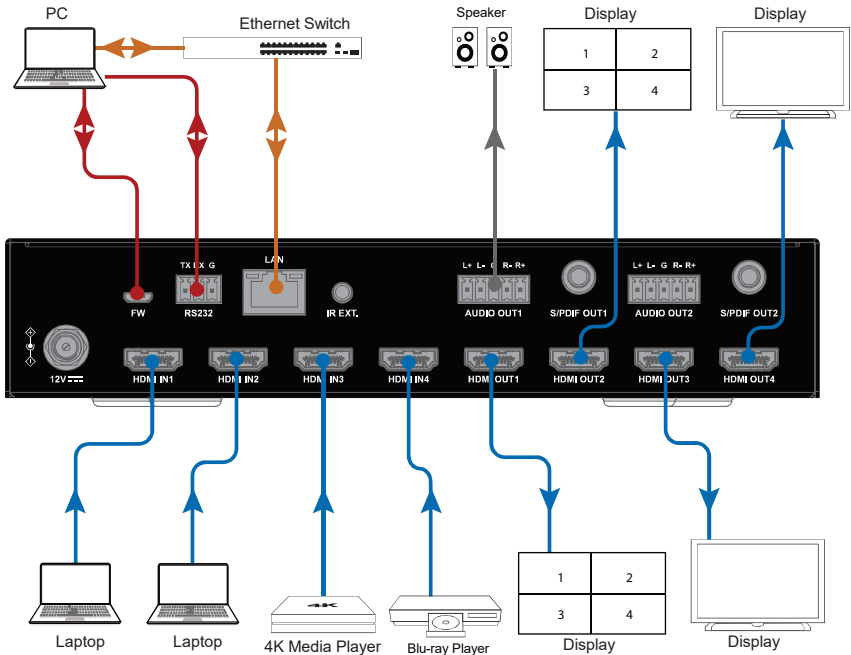 PC
Ethernet Switch
Speaker
Display
Display
1
2
3
4
TX RX G
LAN
L+ L- G R- R+
L+ L- G R- R+
FW
RS232
IR EXT.
AUDIO OUT1
S/PDIF OUT1
AUDIO OUT2
S/PDIF OUT2
12V
HDMI IN1
HDMI IN2
HDMI IN3
HDMI IN4
HDMI OUT1
HDMI OUT2
HDMI OUT3
HDMI OUT4
1
2
3
4
4K
Laptop
Laptop
4K Media Player
Blu-ray Player
Display
Display